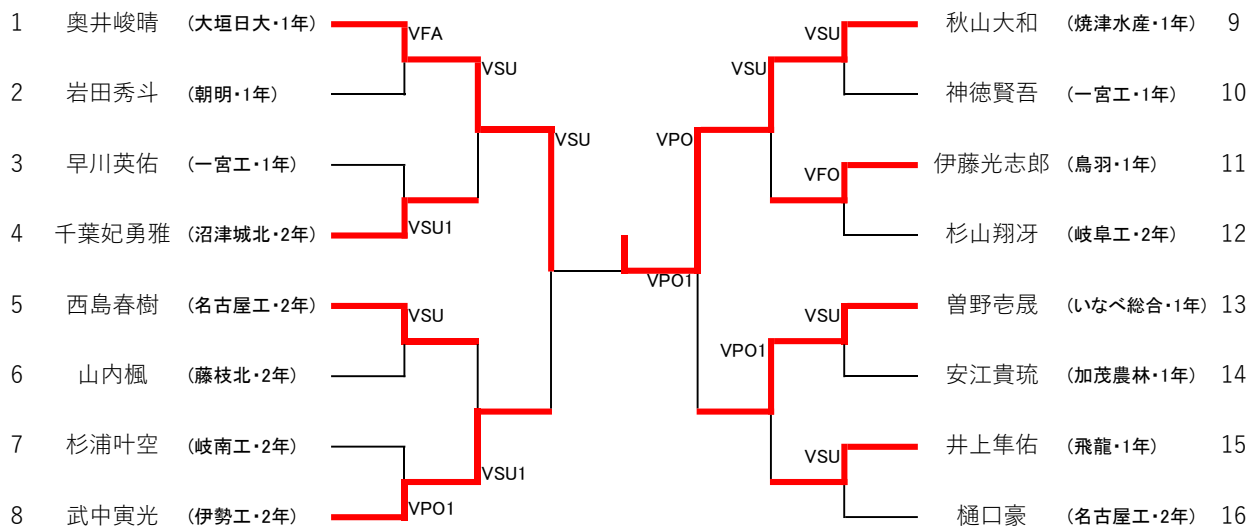 1 奥井峻晴 (大垣日大・1年)
VFA
2 岩田秀斗 (朝明・1年)
VSU
3 早川英佑 (一宮工・1年)
4 千葉妃勇雅 (沼津城北・2年)
VSU1
VSU
5 西島春樹 (名古屋工・2年)
VSU
6 山内楓 (藤枝北・2年)
7 杉浦叶空 (岐南工・2年)
8 武中寅光 (伊勢工・2年)
VPO1
VSU1
VPO1
秋山大和 (焼津水産・1年) 9
VSU
神徳賢吾 (一宮工・1年) 10
VSU
伊藤光志郎 (鳥羽・1年) 11
VFO
杉山翔冴 (岐阜工・2年) 12
VPO
曽野壱晟 (いなべ総合・1年) 13
VSU
安江貴琉 (加茂農林・1年) 14
VPO1
井上隼佑 (飛龍・1年) 15
VSU
樋口豪 (名古屋工・2年) 16